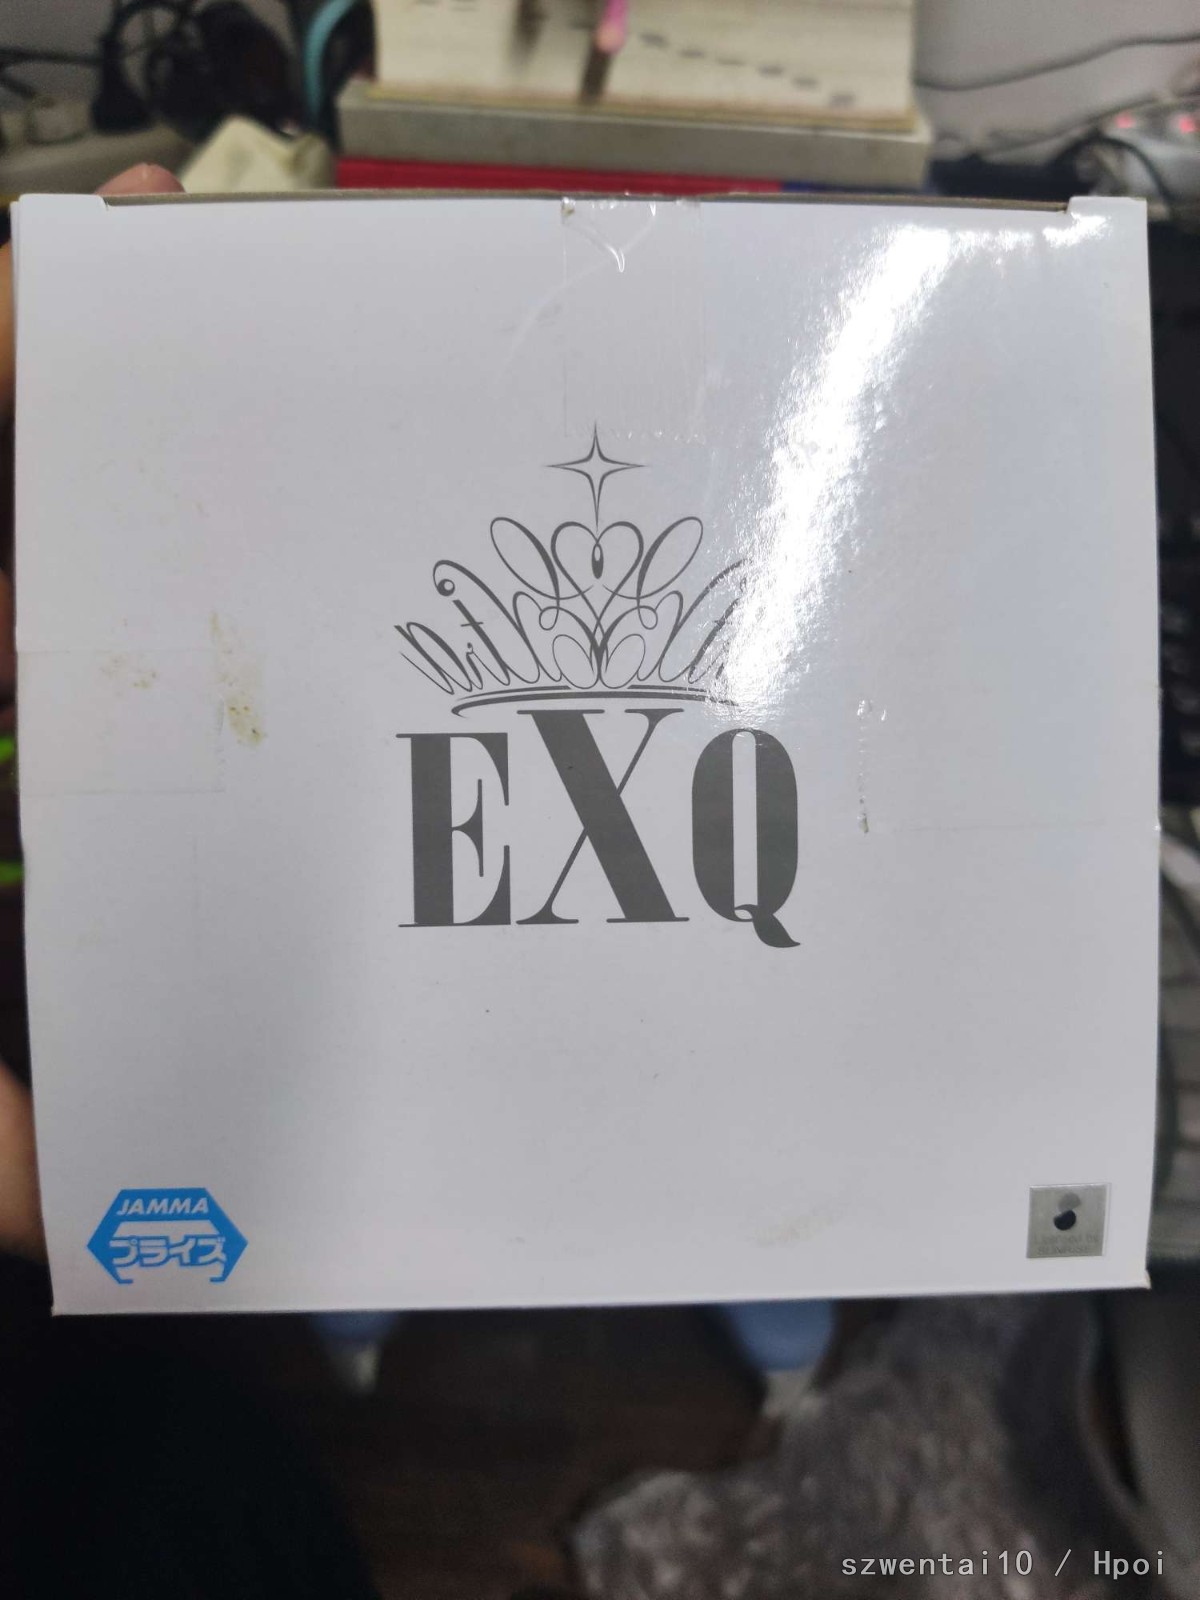 EXQ
JAMMA
プライズ
szwentai10 / Hpoi